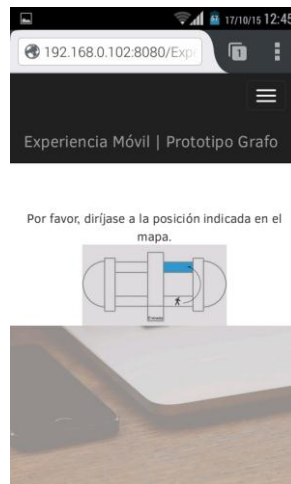 17/10/15 12:45
192.168.0.102:8080/Exp
1
Experiencia Móvil | Prototipo Grafo
Por favor, diríjase a la posición indicada en el
mapa.